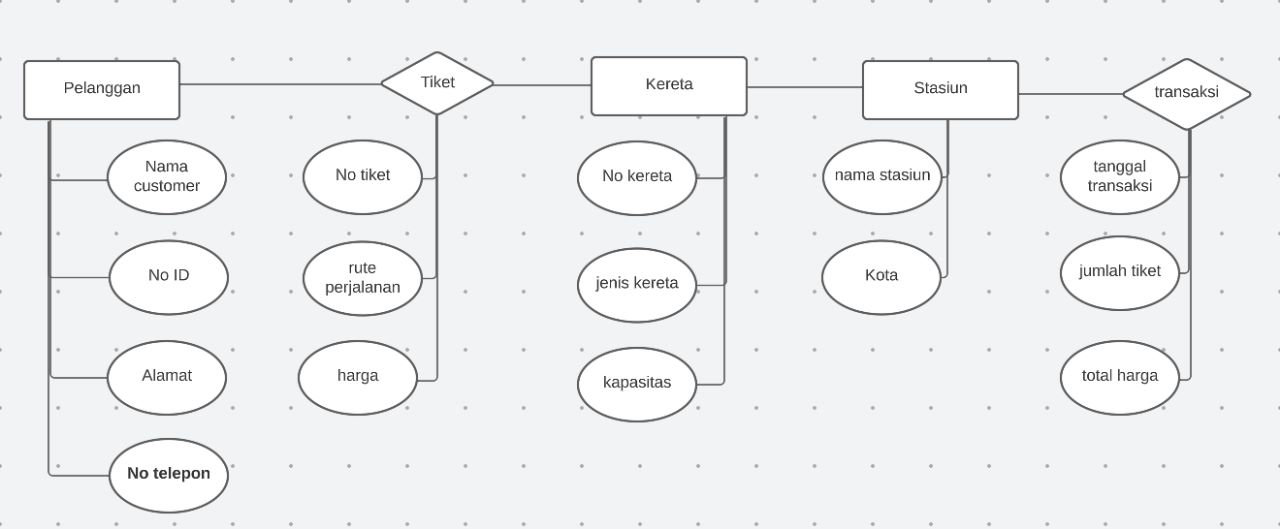 Pelanggan
Tiket
Kereta
Stasiun
transaksi
Nama
customer
No tiket
No kereta
nama stasiun
tanggal
transaksi
No ID
rute
perjalanan
jenis kereta
Kota
jumlah tiket
Alamat
harga
kapasitas
total harga
No telepon